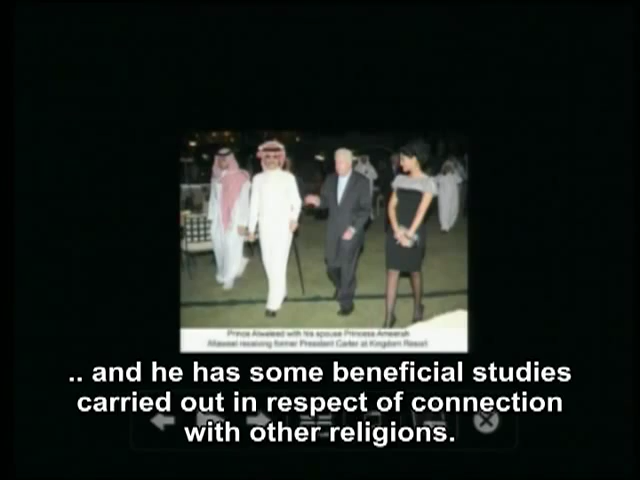 Prince Alwaleed with his spouse Princess Ameerah
Altaweel receiving former President Carter at Kingdom Resort
.. and he has some beneficial studies
carried out in respect of connection
with other religions.